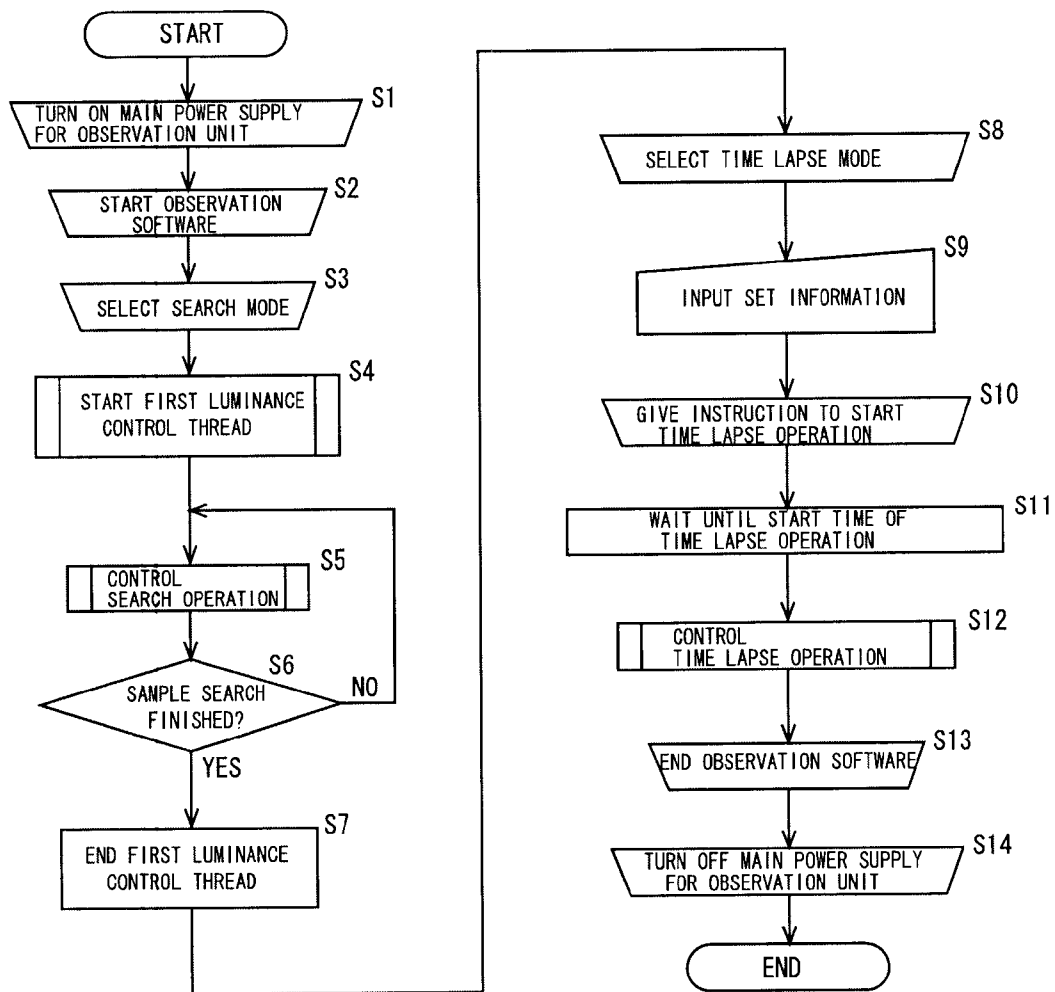 START
S1
TURN ON MAIN POWER SUPPLY
FOR OBSERVATION UNIT
S2
START OBSERVATION
SOFTWARE
S3
SELECT SEARCH MODE
S4
START FIRST LUMINANCE
CONTROL THREAD
S5
CONTROL
SEARCH OPERATION
S6
SAMPLE SEARCH
FINISHED?
NO
YES
S7
END FIRST LUMINANCE
CONTROL THREAD
S8
SELECT TIME LAPSE MODE
S9
INPUT SET INFORMATION
S10
GIVE INSTRUCTION TO START
TIME LAPSE OPERATION
S11
WAIT UNTIL START TIME OF
TIME LAPSE OPERATION
S12
CONTROL
TIME LAPSE OPERATION
S13
END OBSERVATION SOFTWARE
S14
TURN OFF MAIN POWER SUPPLY
FOR OBSERVATION UNIT
END